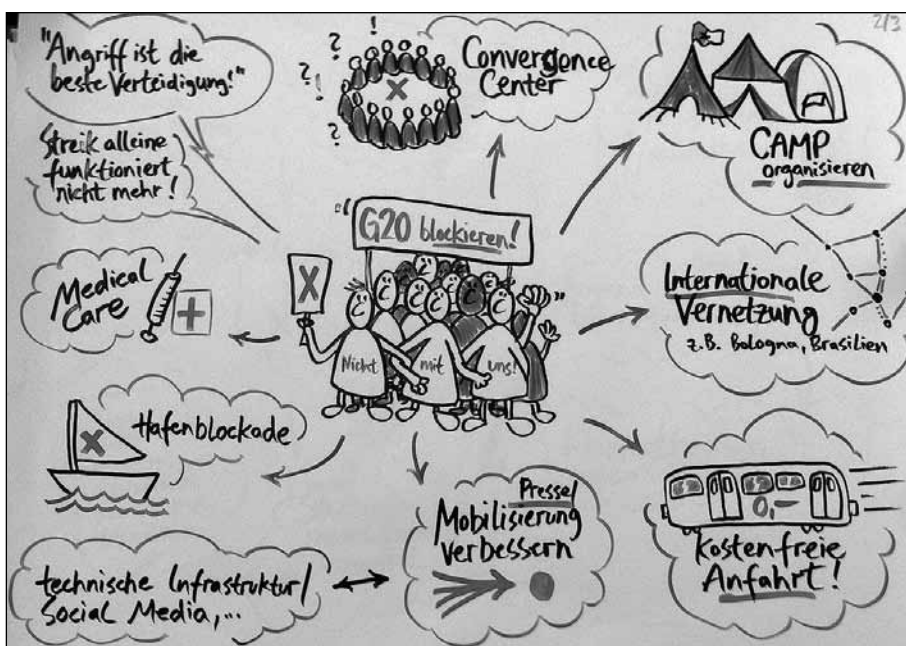 "Angriff ist die
beste Verteidigung!"
Streik alleine
funktioniert
nicht mehr!
? ! ! ? ! ?
X
Convergence
Center
2/3
CAMP
organisieren
"G20 blockieren!"
X
Nicht mit uns!
Medical
Care
+
Internationale
Vernetzung
z.B. Bologna, Brasilien
X
Hafenblockade
Presse/
Mobilisierung
verbessern
0,-
kostenfreie
Anfahrt!
technische Infrastruktur/
Social Media,...